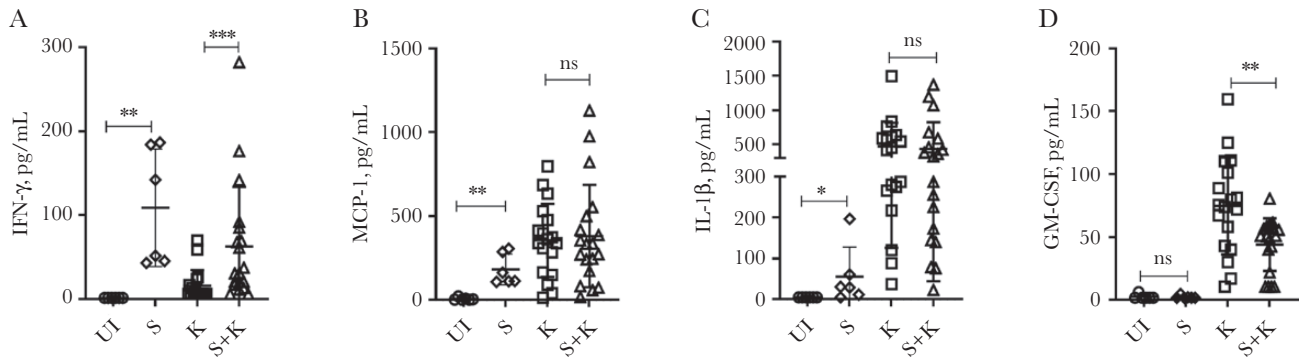 A
IFN-γ, pg/mL
300
200
100
0
**
***
UI
S
K
S+K
B
MCP-1, pg/mL
1500
1000
500
0
**
ns
UI
S
K
S+K
C
IL-1β, pg/mL
2000
1500
1000
500
300
200
100
0
*
ns
UI
S
K
S+K
D
GM-CSF, pg/mL
200
150
100
50
0
ns
**
UI
S
K
S+K